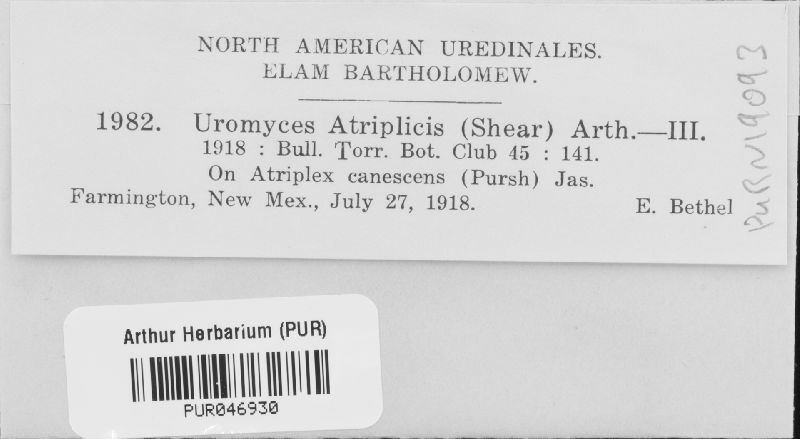 NORTH AMERICAN UREDINALES.
ELAM BARTHOLOMEW.
1982. Uromyces Atriplicis (Shear) Arth.—III.
1918 : Bull. Torr. Bot. Club 45 : 141.
On Atriplex canescens (Pursh) Jas.
Farmington, New Mex., July 27, 1918. E. Bethel
PURN19093
Arthur Herbarium (PUR)
PUR046930